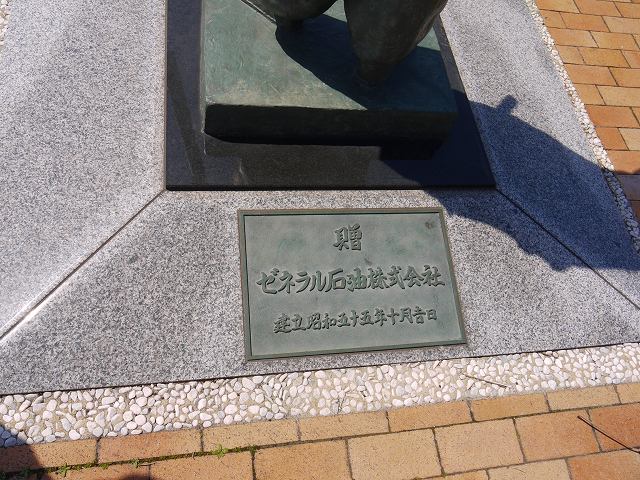 贈
ゼネラル石油株式会社
建立昭和五十五年十月吉日